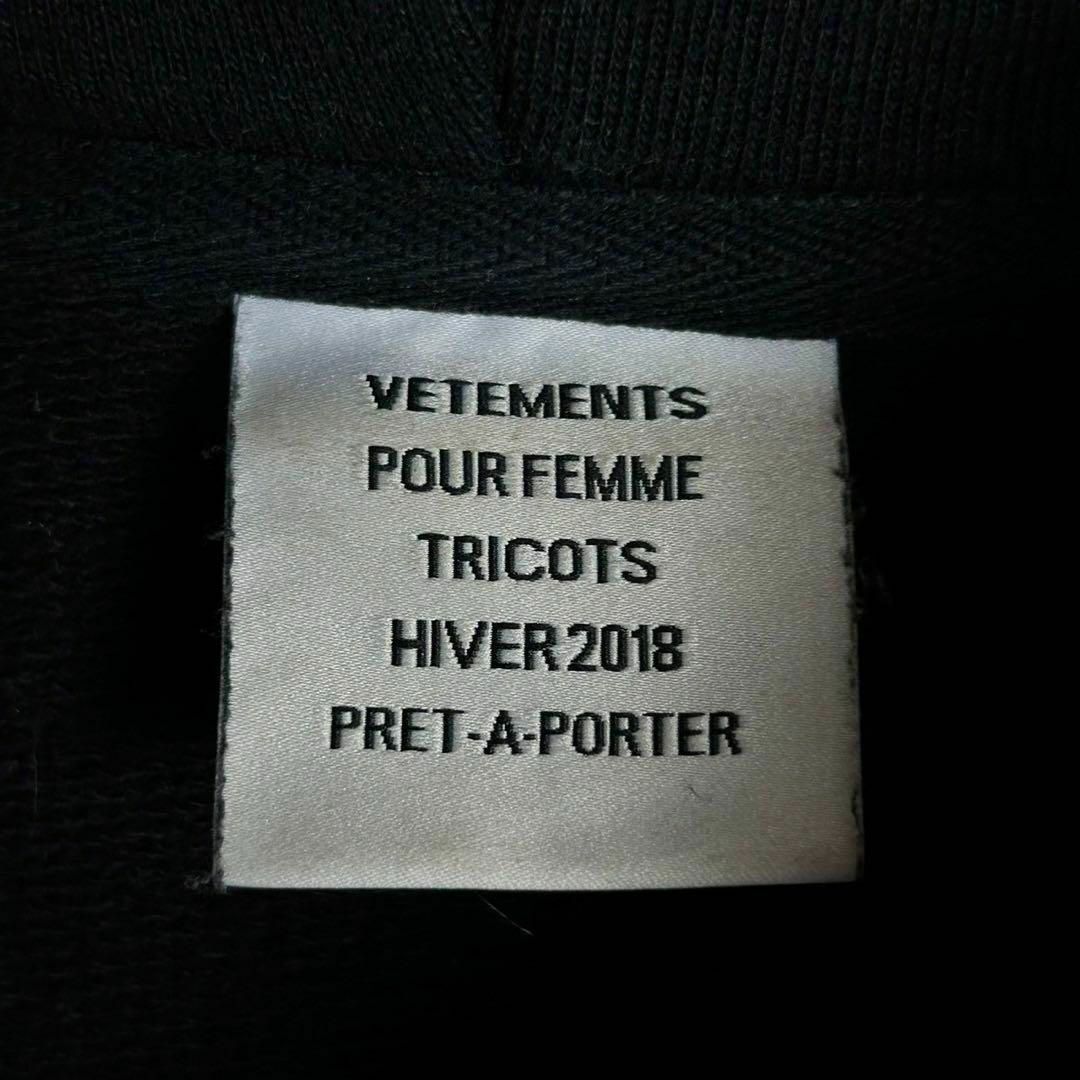 VETEMENTS
POUR FEMME
TRICOTS
HIVER 2018
PRET-A-PORTER